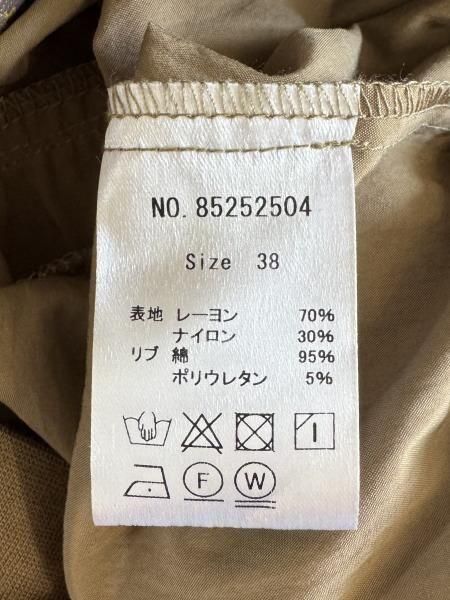 NO. 85252504
Size 38
表地 レーヨン 70%
ナイロン 30%
リブ 綿 95%
ポリウレタン 5%
F W